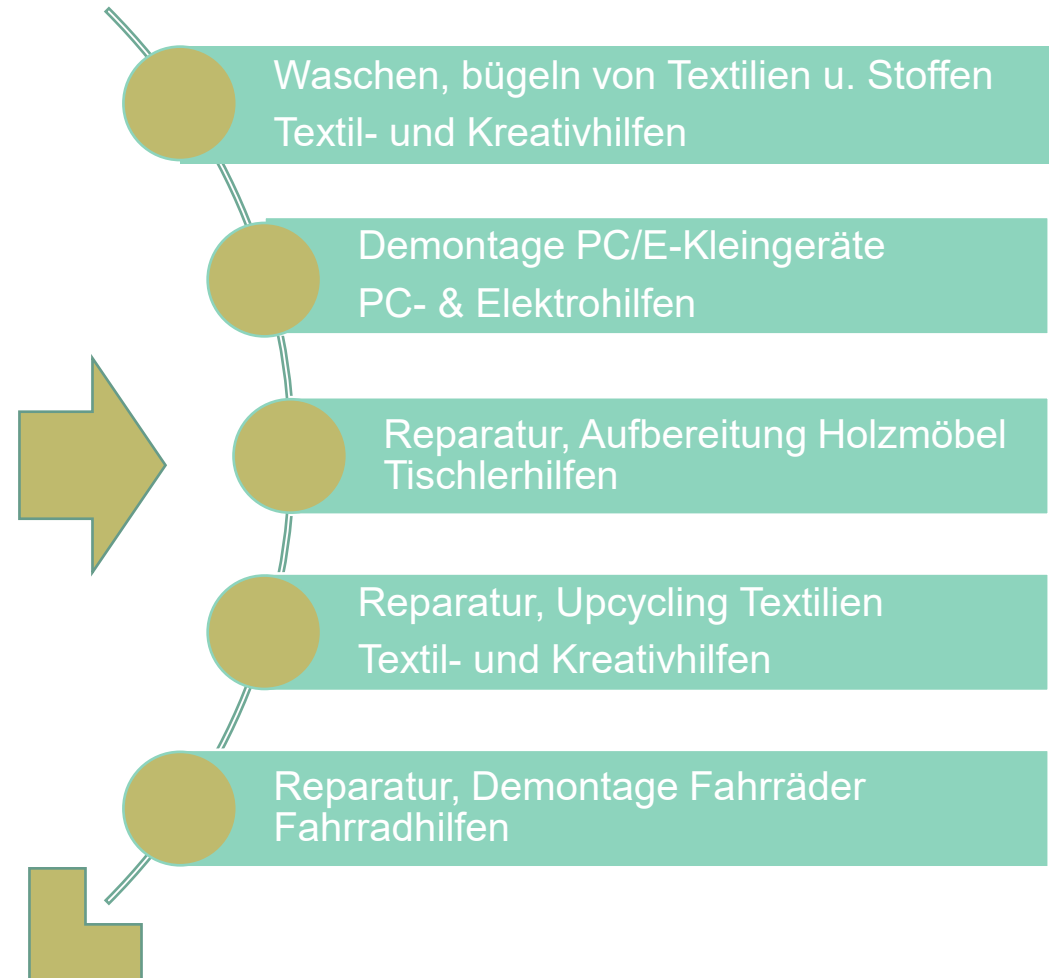 Waschen, bügeln von Textilien u. Stoffen
Textil- und Kreativhilfen
Demontage PC/E-Kleingeräte
PC- & Elektrohilfen
Reparatur, Aufbereitung Holzmöbel
Tischlerhilfen
Reparatur, Upcycling Textilien
Textil- und Kreativhilfen
Reparatur, Demontage Fahrräder
Fahrradhilfen